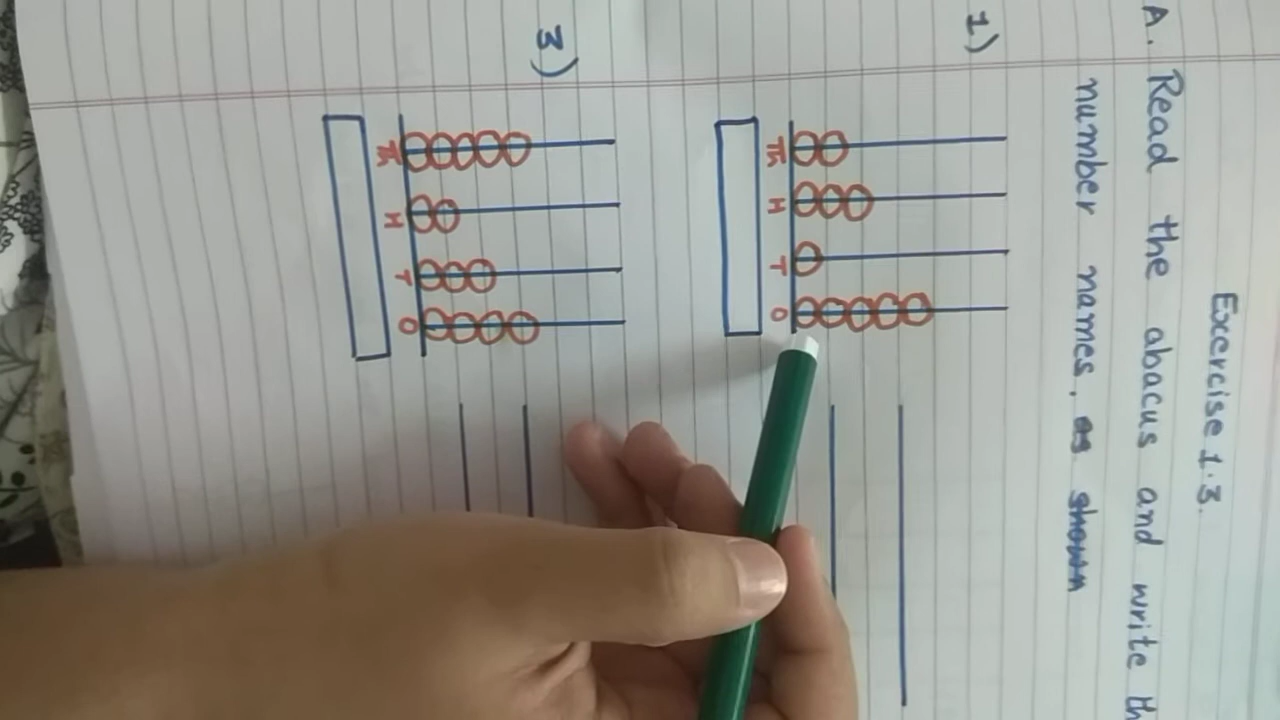 Exercise 1.3.
A. Read the abacus and write th
number names. as shown
1)
Th H T O
3)
Th H T O